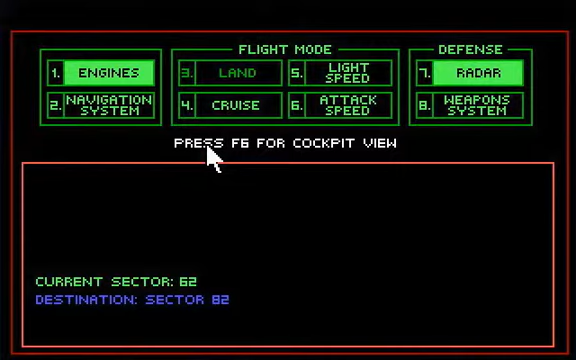 FLIGHT MODE
DEFENSE
1. ENGINES
3. LAND
5. LIGHT SPEED
7. RADAR
2. NAVIGATION SYSTEM
4. CRUISE
6. ATTACK SPEED
8. WEAPONS SYSTEM
PRESS F6 FOR COCKPIT VIEW
CURRENT SECTOR: 62
DESTINATION: SECTOR 82